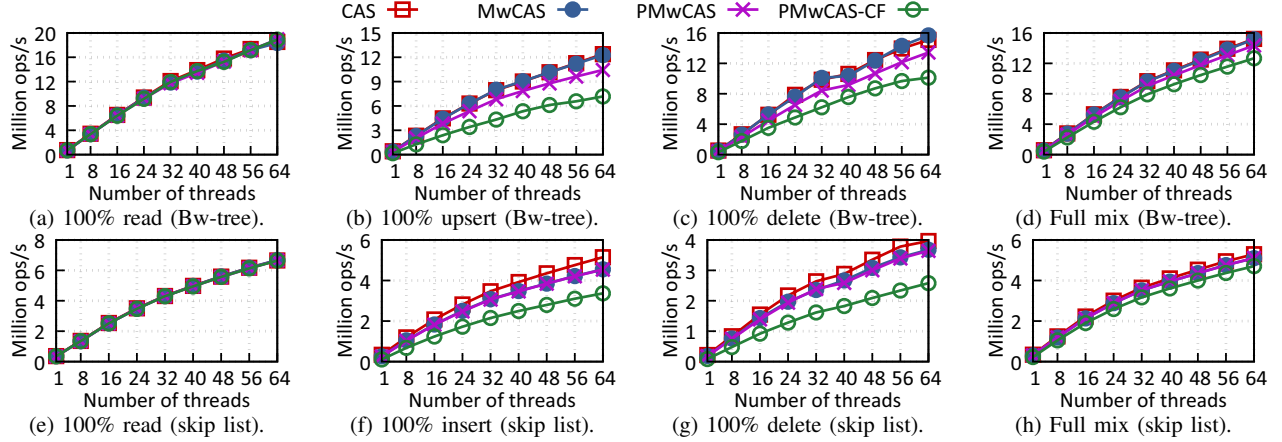 CAS MwCAS PMwCAS PMwCAS-CF
Million ops/s
20
16
12
8
4
0
1 8 16 24 32 40 48 56 64
Number of threads
(a) 100% read (Bw-tree).
Million ops/s
15
12
9
6
3
0
1 8 16 24 32 40 48 56 64
Number of threads
(b) 100% upsert (Bw-tree).
Million ops/s
16
12
8
4
0
1 8 16 24 32 40 48 56 64
Number of threads
(c) 100% delete (Bw-tree).
Million ops/s
16
12
8
4
0
1 8 16 24 32 40 48 56 64
Number of threads
(d) Full mix (Bw-tree).
Million ops/s
8
6
4
2
0
1 8 16 24 32 40 48 56 64
Number of threads
(e) 100% read (skip list).
Million ops/s
6
4
2
0
1 8 16 24 32 40 48 56 64
Number of threads
(f) 100% insert (skip list).
Million ops/s
4
3
2
1
0
1 8 16 24 32 40 48 56 64
Number of threads
(g) 100% delete (skip list).
Million ops/s
6
4
2
0
1 8 16 24 32 40 48 56 64
Number of threads
(h) Full mix (skip list).